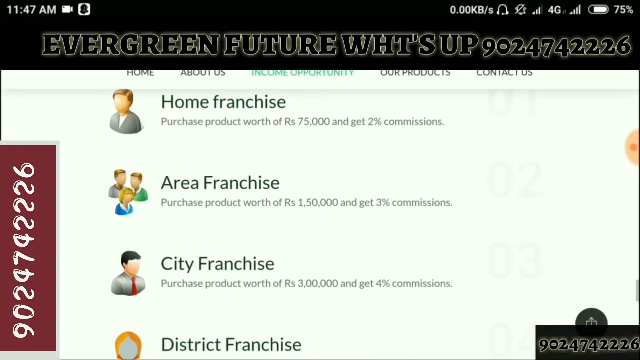 11:47 AM
0.00KB/s 4G 75%
EVERGREEN FUTURE WHT'S UP 9024742226
HOME ABOUT US INCOME OPPORTUNITY OUR PRODUCTS CONTACT US
01
Home franchise
Purchase product worth of Rs 75,000 and get 2% commissions.
02
Area Franchise
Purchase product worth of Rs 1,50,000 and get 3% commissions.
03
City Franchise
Purchase product worth of Rs 3,00,000 and get 4% commissions.
04
District Franchise
9024742226
9024742226